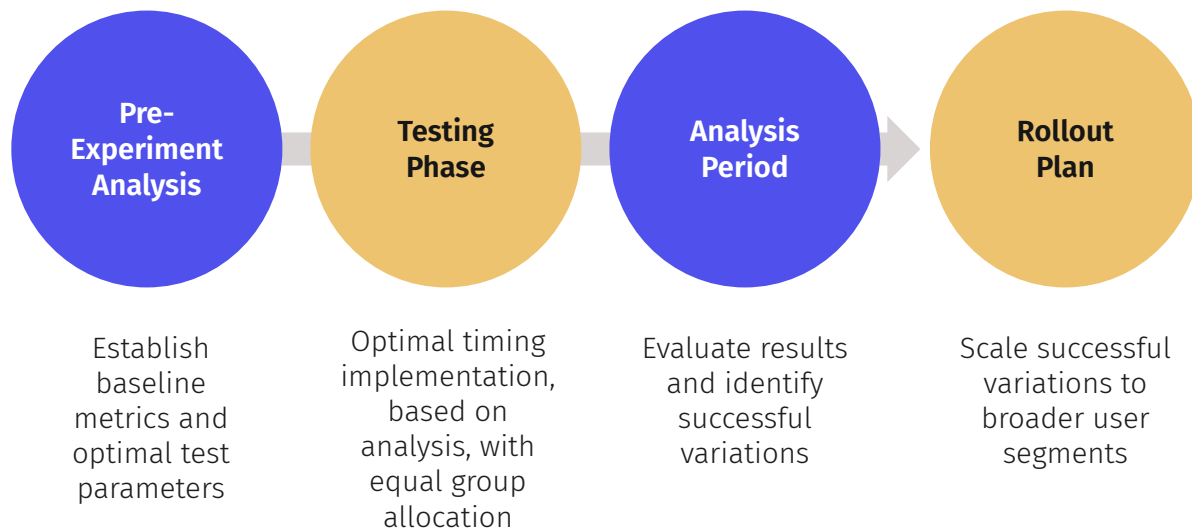 Pre-
Experiment
Analysis
Testing
Phase
Analysis
Period
Rollout
Plan
Establish
baseline
metrics and
optimal test
parameters
Optimal timing
implementation,
based on
analysis, with
equal group
allocation
Evaluate results
and identify
successful
variations
Scale successful
variations to
broader user
segments